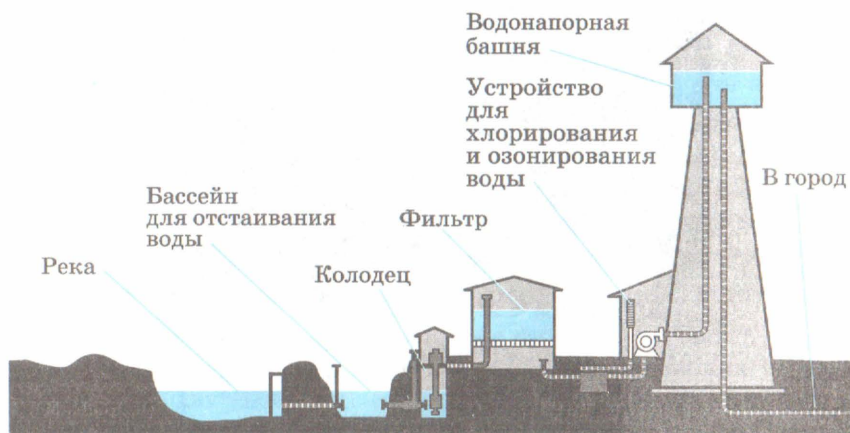 Водонапорная
башня
Устройство
для
хлорирования
и озонирования
воды
В город
Бассейн
для отстаивания
воды
Фильтр
Река
Колодец